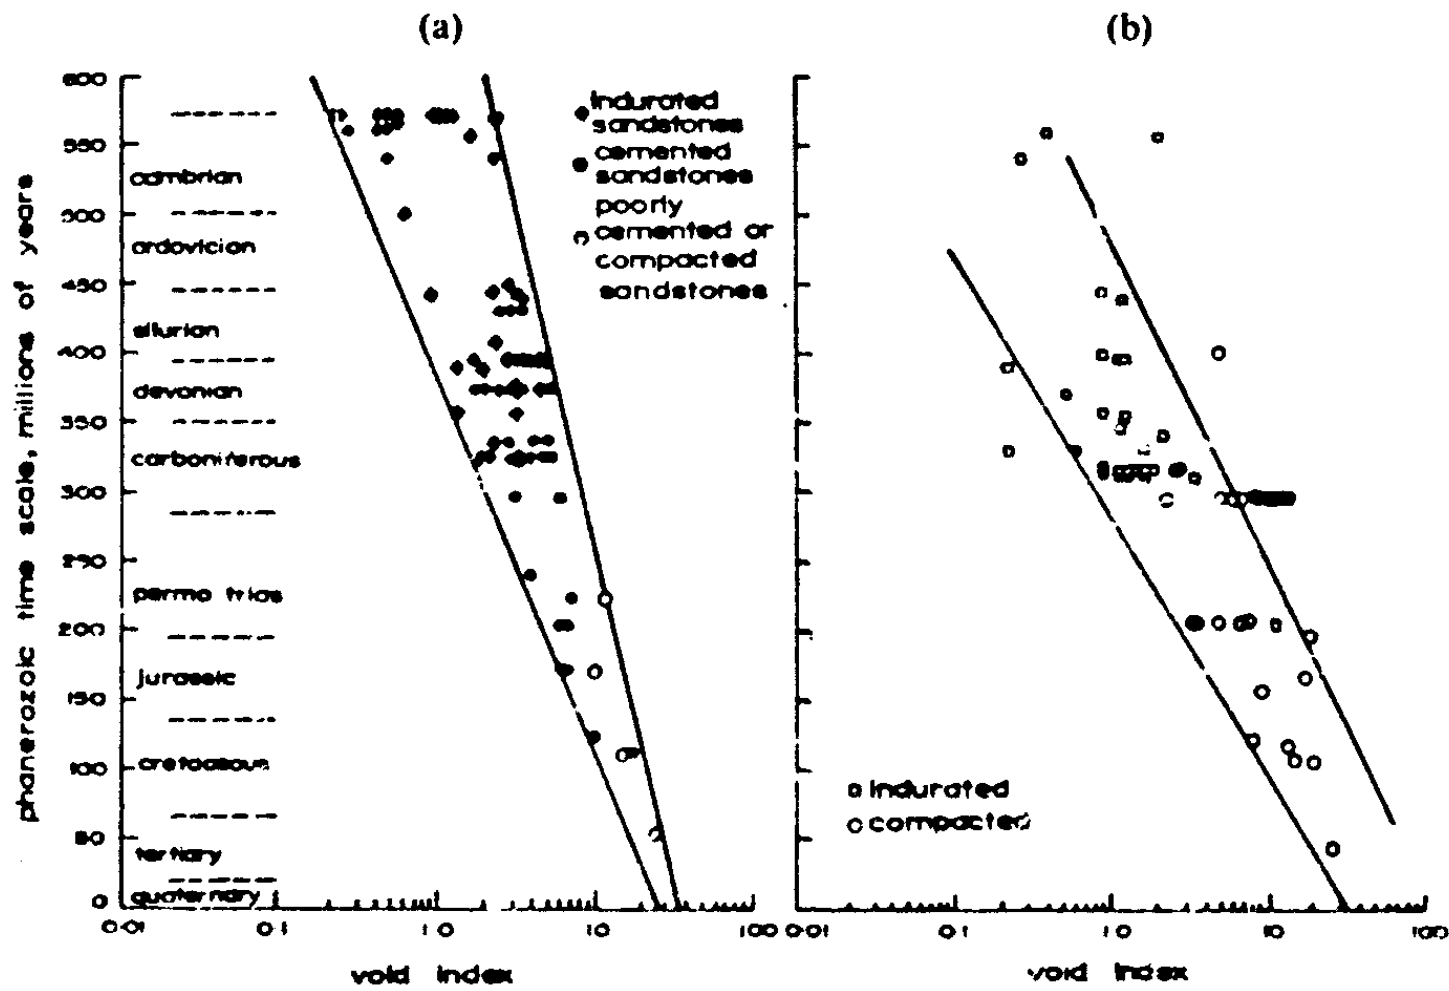 (a)
(b)
600
550
500
450
400
350
300
250
200
150
100
50
0
phanerozoic time scale, millions of years
cambrian
ordovician
silurian
devonian
carboniferous
permo trias
jurassic
cretaceous
tertiary
quaternary
indurated
sandstones
cemented
sandstones
poorly
cemented or
compacted
sandstones
indurated
compacted
0·01
0·1
1·0
10
100
0·01
0·1
1·0
10
100
void index
void index